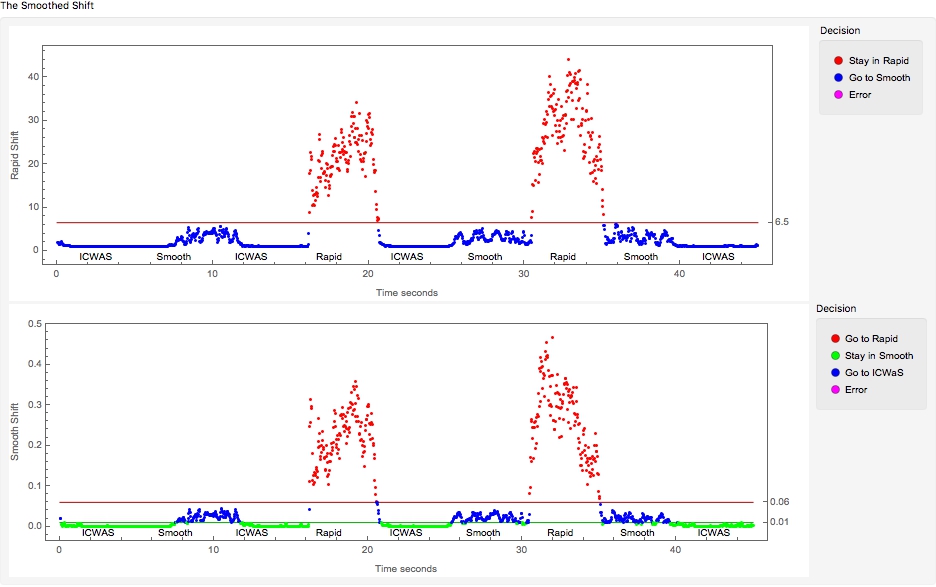 The Smoothed Shift
Decision
Stay in Rapid
Go to Smooth
Error
Rapid Shift
40
30
20
10
0
6.5
ICWAS Smooth ICWAS Rapid ICWAS Smooth Rapid Smooth ICWAS
0 10 20 30 40
Time seconds
Decision
Go to Rapid
Stay in Smooth
Go to ICWaS
Error
Smooth Shift
0.5
0.4
0.3
0.2
0.1
0.0
0.06
0.01
ICWAS Smooth ICWAS Rapid ICWAS Smooth Rapid Smooth ICWAS
0 10 20 30 40
Time seconds